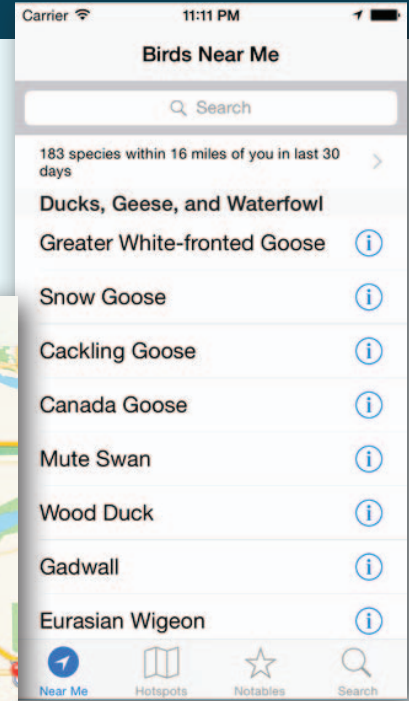 Carrier 11:11 PM
Birds Near Me
Search
183 species within 16 miles of you in last 30
days
Ducks, Geese, and Waterfowl
Greater White-fronted Goose
Snow Goose
Cackling Goose
Canada Goose
Mute Swan
Wood Duck
Gadwall
Eurasian Wigeon
Near Me Hotspots Notables Search